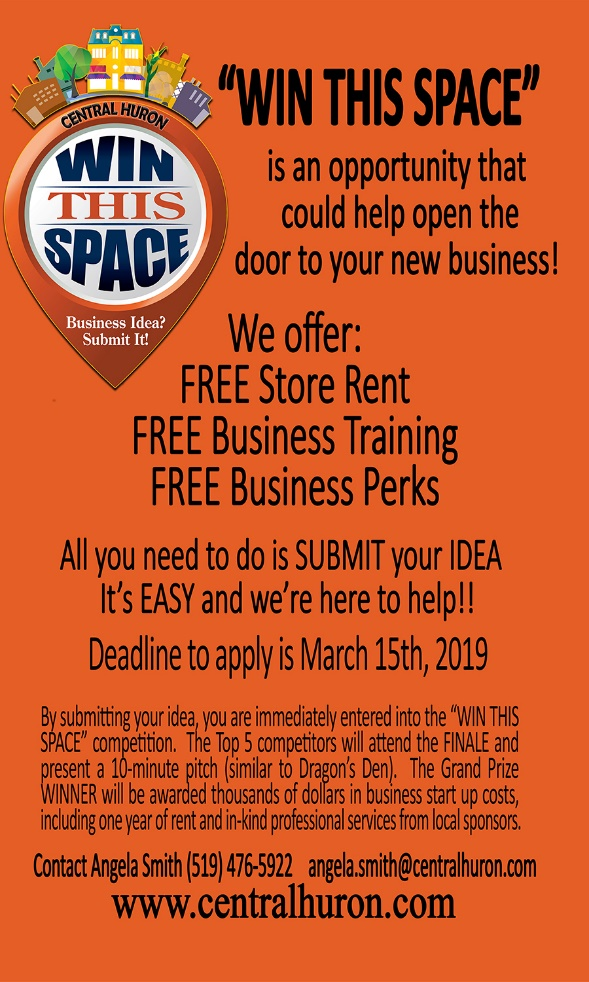 CENTRAL HURON
WIN
THIS
SPACE
Business Idea?
Submit It!
“WIN THIS SPACE”
is an opportunity that
could help open the
door to your new business!
We offer:
FREE Store Rent
FREE Business Training
FREE Business Perks
All you need to do is SUBMIT your IDEA
It’s EASY and we’re here to help!!
Deadline to apply is March 15th, 2019
By submitting your idea, you are immediately entered into the “WIN THIS
SPACE” competition. The Top 5 competitors will attend the FINALE and
present a 10-minute pitch (similar to Dragon’s Den). The Grand Prize
WINNER will be awarded thousands of dollars in business start up costs,
including one year of rent and in-kind professional services from local sponsors.
Contact Angela Smith (519) 476-5922 angela.smith@centralhuron.com
www.centralhuron.com